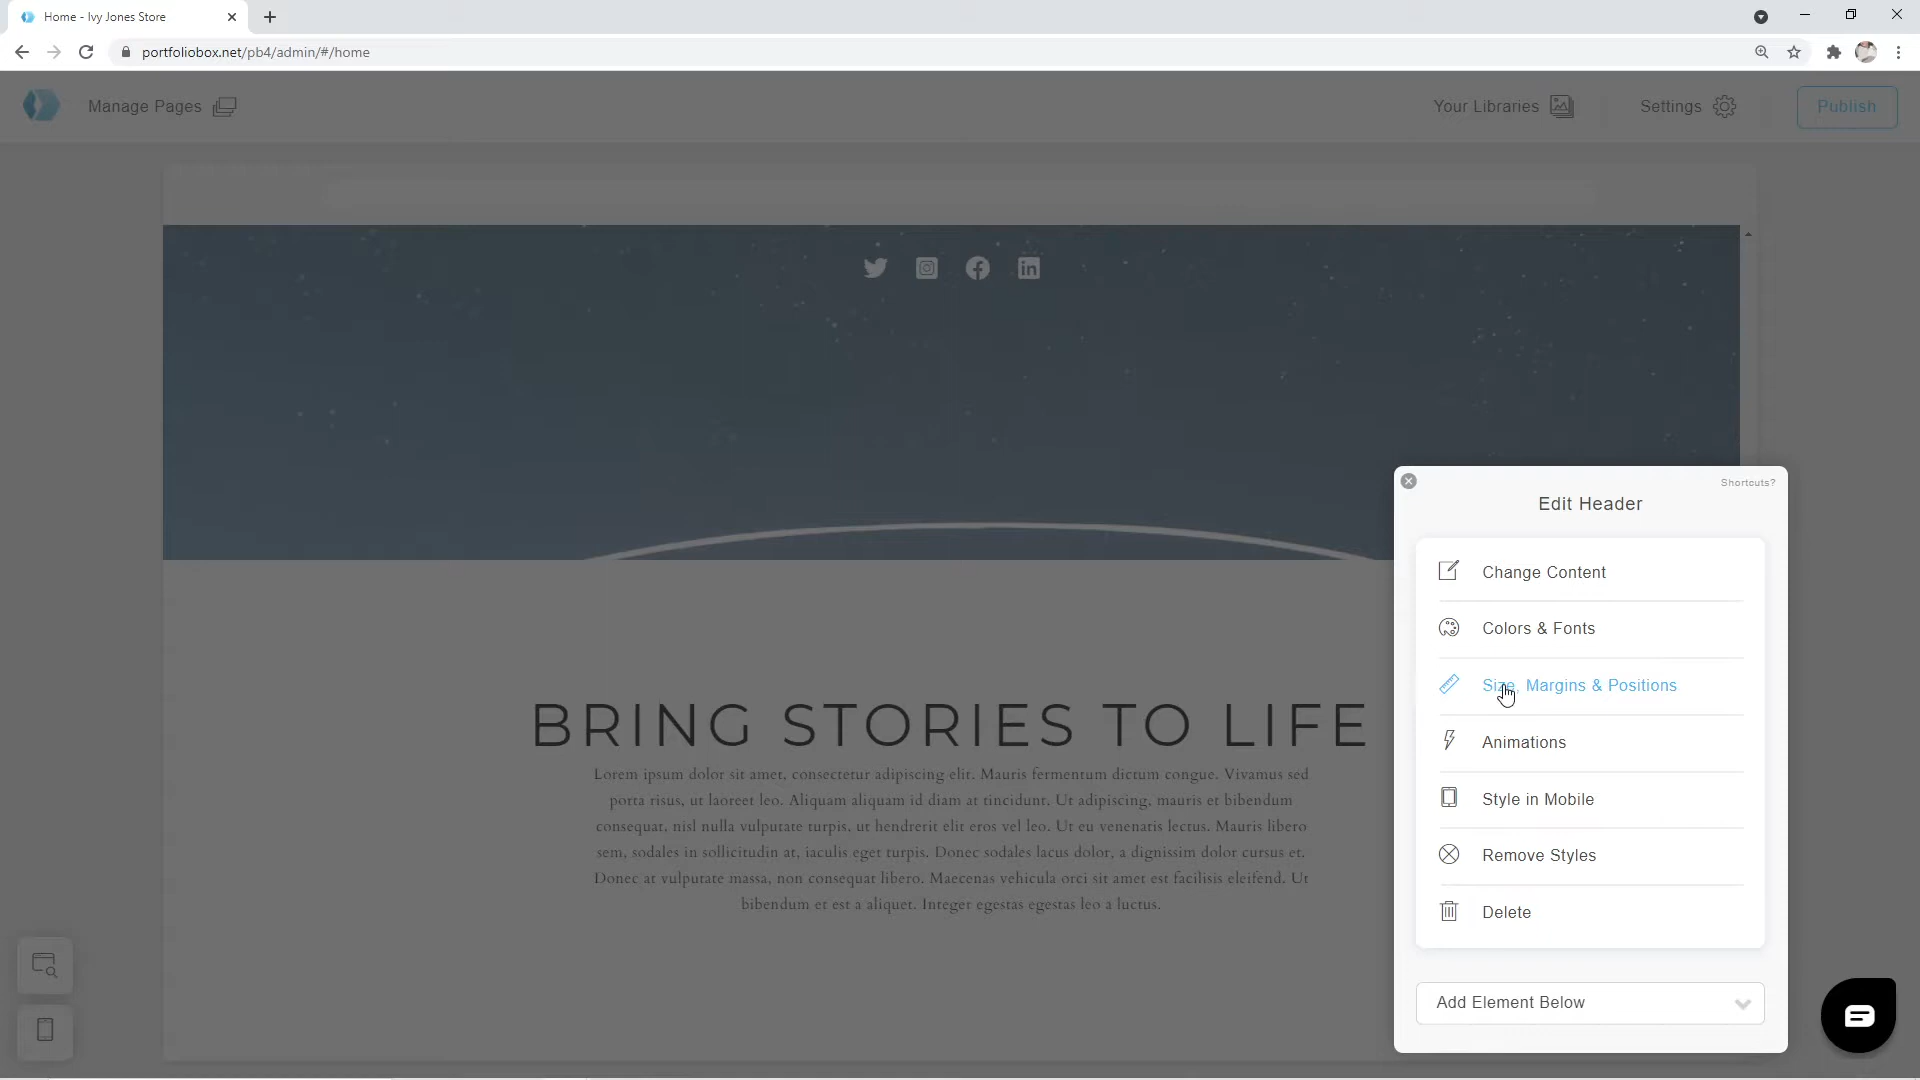 Home - Ivy Jones Store
portfoliobox.net/pb4/admin/#/home
Manage Pages
Your Libraries
Settings
Publish
Shortcuts?
Edit Header
Change Content
Colors & Fonts
Size, Margins & Positions
Animations
Style in Mobile
Remove Styles
Delete
Add Element Below
BRING STORIES TO LIFE
Lorem ipsum dolor sit amet, consectetur adipiscing elit. Mauris fermentum dictum congue. Vivamus sed
porta risus, ut laoreet leo. Aliquam aliquam id diam at tincidunt. Ut adipiscing, mauris et bibendum
consequat, nisl nulla vulputate turpis, ut hendrerit elit eros vel leo. Ut eu venenatis lectus. Mauris libero
sem, sodales in sollicitudin at, iaculis eget turpis. Donec sodales lacus dolor, a dignissim dolor cursus et.
Donec at vulputate massa, non consequat libero. Maecenas vehicula orci sit amet est facilisis eleifend. Ut
bibendum et est a aliquet. Integer egestas egestas leo a luctus.